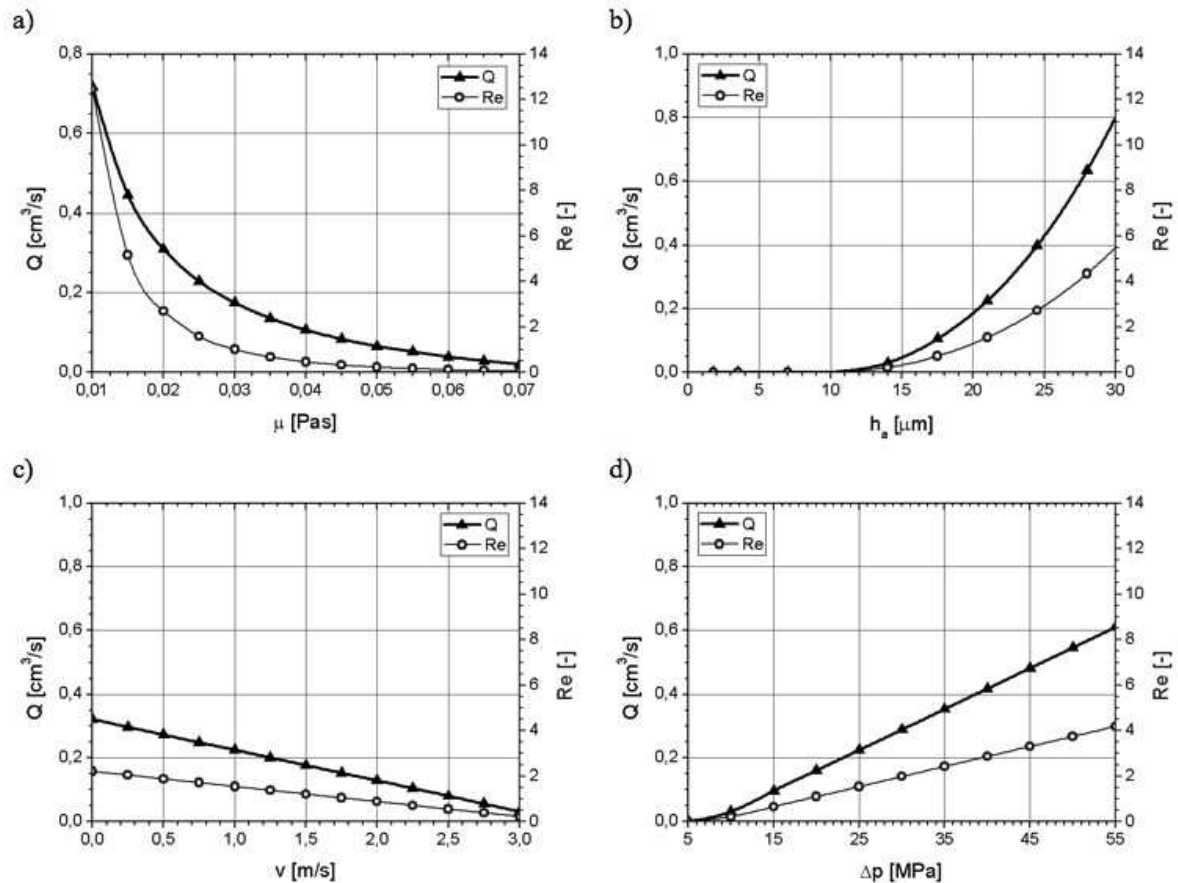 a)
0,8
0,6
0,4
0,2
0,0
Q [cm³/s]
14
12
10
8
6
4
2
0
Re [-]
Q
Re
0,01 0,02 0,03 0,04 0,05 0,06 0,07
μ [Pas]
b)
1,0
0,8
0,6
0,4
0,2
0,0
Q [cm³/s]
14
12
10
8
6
4
2
0
Re [-]
Q
Re
0 5 10 15 20 25 30
hₐ [μm]
c)
1,0
0,8
0,6
0,4
0,2
0,0
Q [cm³/s]
14
12
10
8
6
4
2
0
Re [-]
Q
Re
0,0 0,5 1,0 1,5 2,0 2,5 3,0
v [m/s]
d)
1,0
0,8
0,6
0,4
0,2
0,0
Q [cm³/s]
14
12
10
8
6
4
2
0
Re [-]
Q
Re
5 15 25 35 45 55
Δp [MPa]